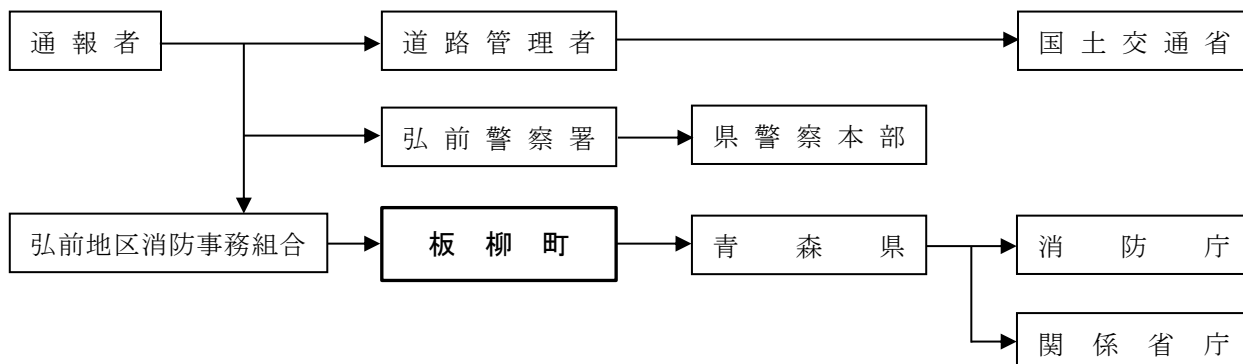 通報者
道路管理者
国土交通省
弘前警察署
県警察本部
弘前地区消防事務組合
板柳町
青森県
消防庁
関係省庁